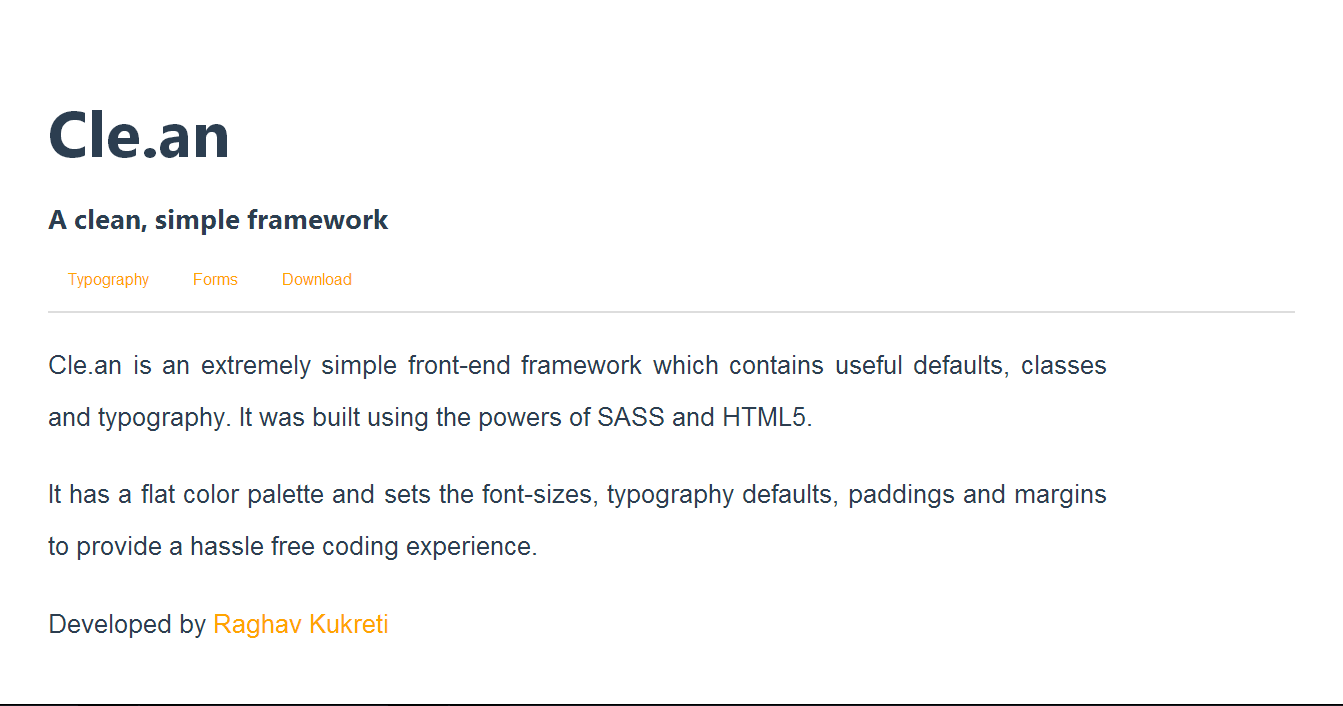 Cle.an
A clean, simple framework
Typography Forms Download
Cle.an is an extremely simple front-end framework which contains useful defaults, classes
and typography. It was built using the powers of SASS and HTML5.
It has a flat color palette and sets the font-sizes, typography defaults, paddings and margins
to provide a hassle free coding experience.
Developed by Raghav Kukreti